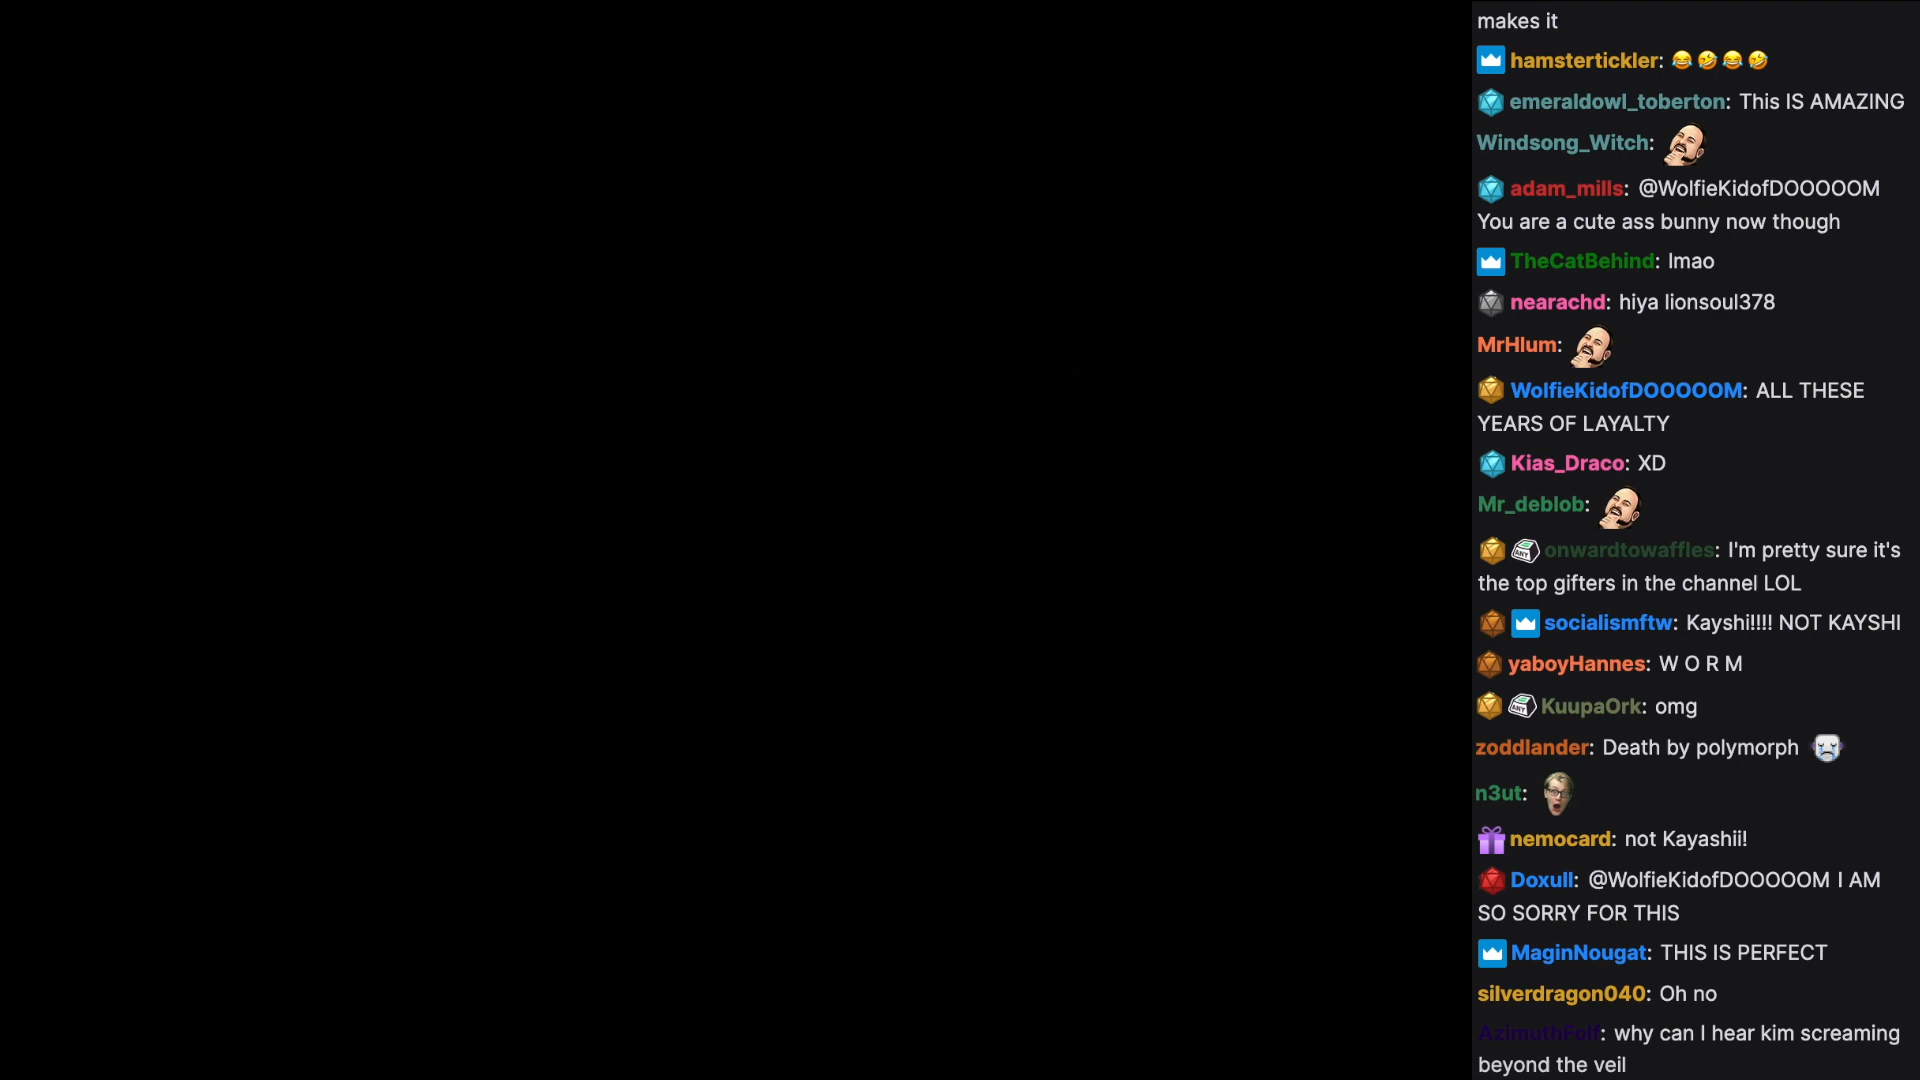 makes it
hamstertickler: 😂🤣😂🤣
emeraldowl_toberton: This IS AMAZING
Windsong_Witch:
adam_mills: @WolfieKidofDOOOOOM
You are a cute ass bunny now though
TheCatBehind: lmao
nearachd: hiya lionsoul378
MrHlum:
WolfieKidofDOOOOOM: ALL THESE
YEARS OF LAYALTY
Kias_Draco: XD
Mr_deblob:
onwardtowaffles: I'm pretty sure it's
the top gifters in the channel LOL
socialismftw: Kayshi!!!! NOT KAYSHI
yaboyHannes: W O R M
KuupaOrk: omg
zoddlander: Death by polymorph
n3ut:
nemocard: not Kayashii!
Doxull: @WolfieKidofDOOOOOM I AM
SO SORRY FOR THIS
MaginNougat: THIS IS PERFECT
silverdragon040: Oh no
AzimuthFolf: why can I hear kim screaming
beyond the veil